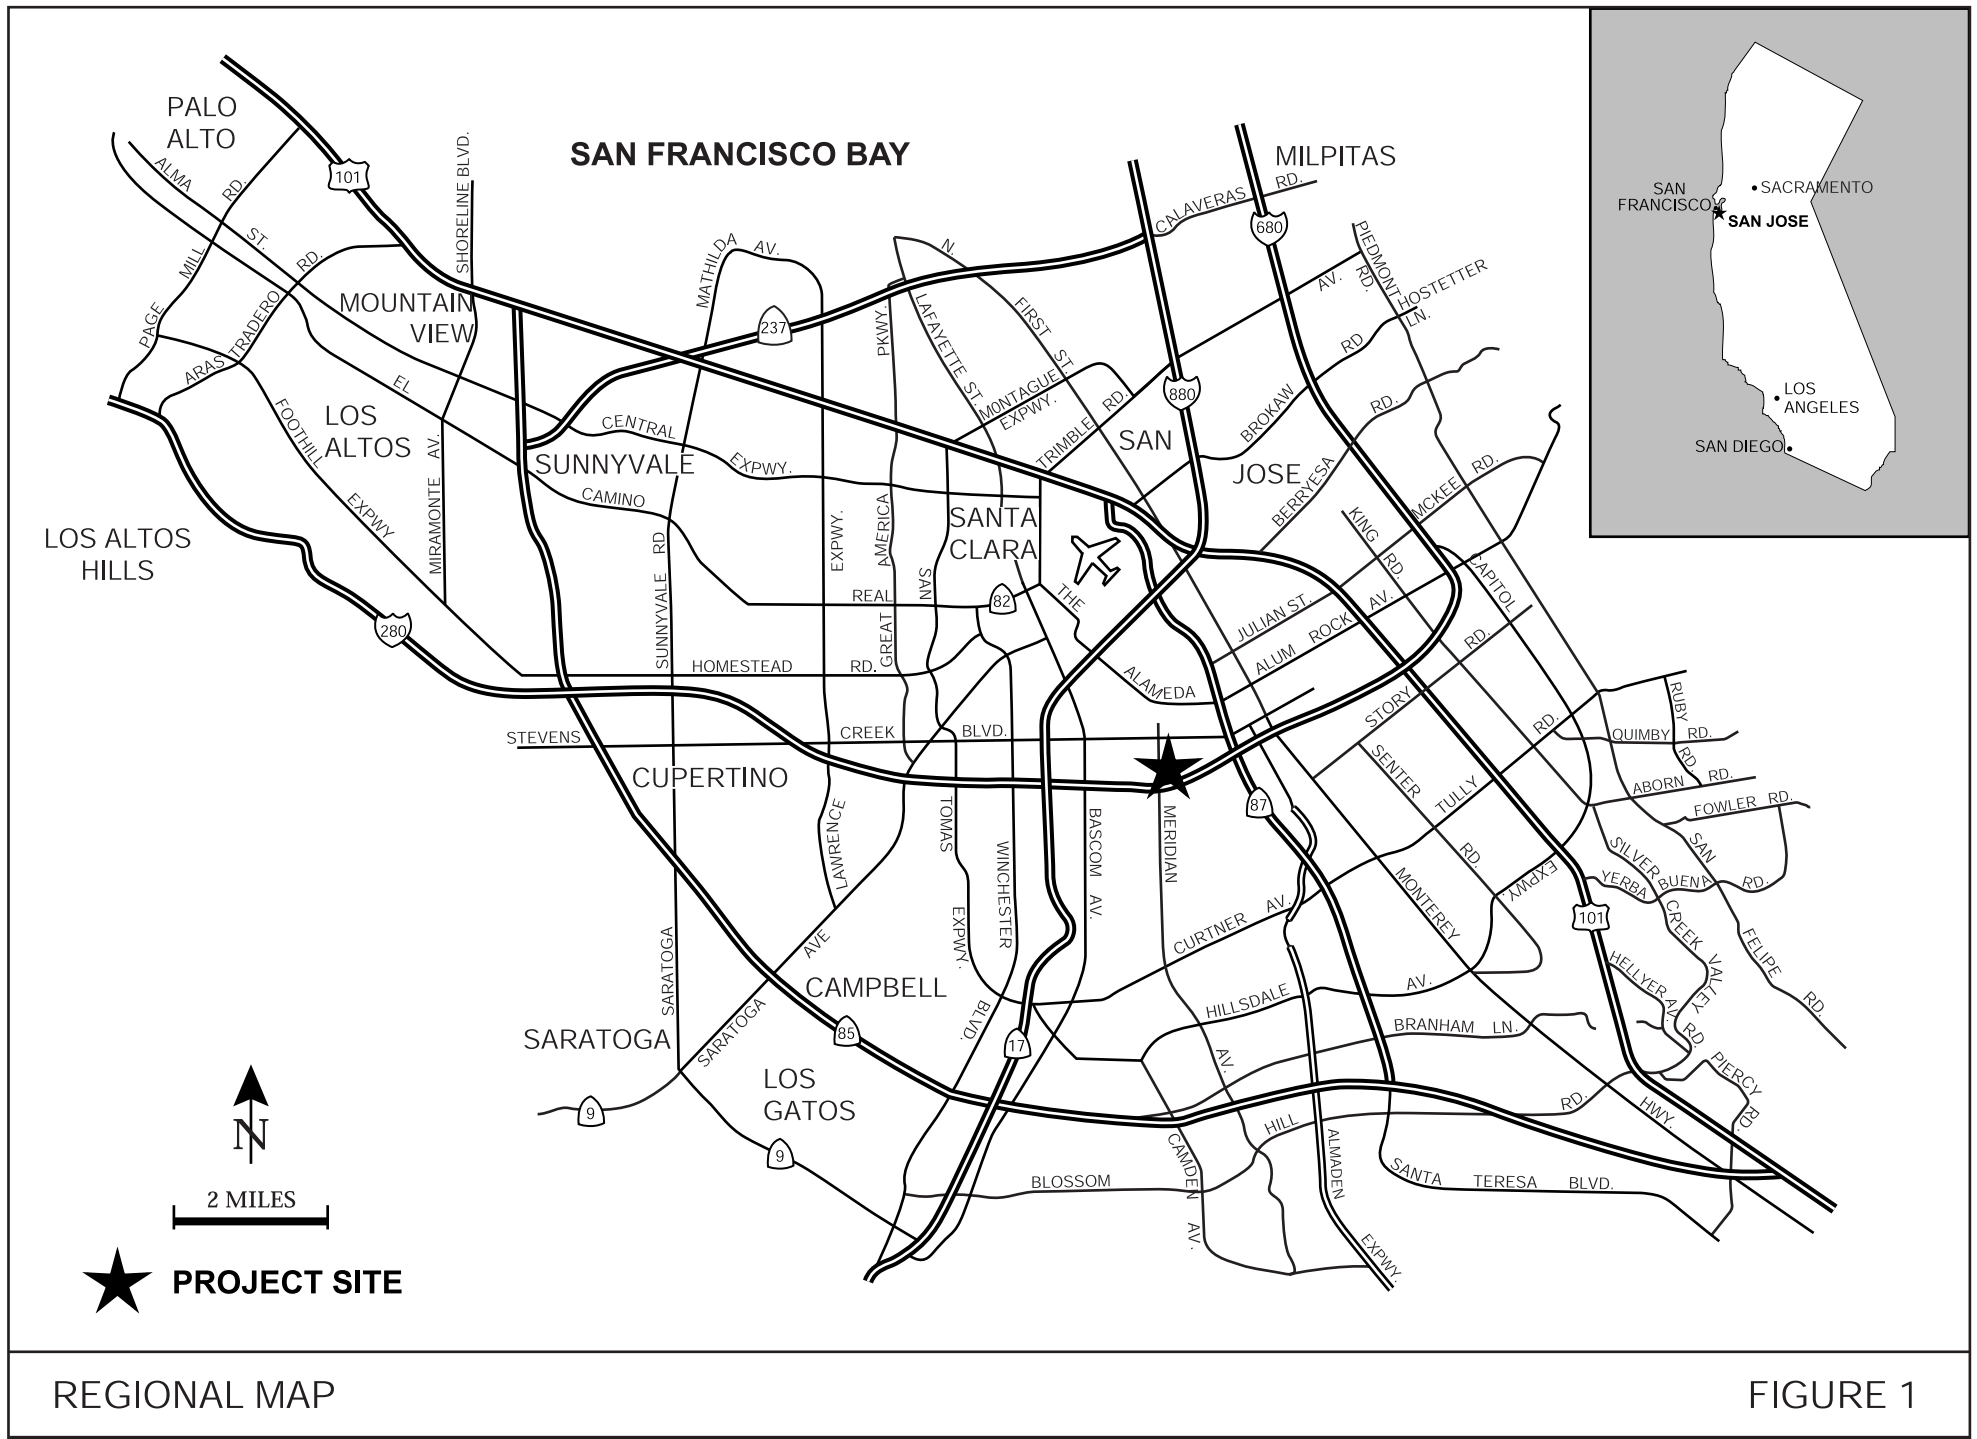 PALO
ALTO
101
SAN FRANCISCO BAY
MILPITAS
SHORELINE BLVD.
ALMA
ST.
PAGE
MILL
RD.
ARASTRADERO
RD.
MOUNTAIN
VIEW
MATHILDA
AV.
237
N.
FIRST
ST.
LAFAYETTE ST.
CALAVERAS
RD.
680
PIEDMONT
RD.
HOSTETTER
LN.
AV.
SAN
FRANCISCO
SACRAMENTO
SAN JOSE
LOS
ANGELES
SAN DIEGO
FOOTHILL
EXPWY
LOS
ALTOS
EL
CAMINO
REAL
82
CENTRAL
EXPWY.
SUNNYVALE
MIRAMONTE AV.
GREAT
AMERICA
PKWY.
MONTAGUE
EXPWY.
TRIMBLE
RD.
880
SAN
JOSE
BROKAW
RD
BERRYESA
RD.
MCKEE
RD.
KING
RD.
CAPITOL
EXPWY.
LOS ALTOS
HILLS
280
SUNNYVALE RD
SARATOGA
EXPWY.
LAWRENCE
SAN
TOMAS
EXPWY.
SANTA
CLARA
THE
ALAMEDA
JULIAN ST.
ALUM ROCK
AV.
STORY
RD.
HOMESTEAD
RD.
STEVENS
CREEK
BLVD.
CUPERTINO
WINCHESTER
BLVD.
BASCOM AV.
MERIDIAN
AV.
87
SENTER
RD.
TULLY
RD.
RUBY
RD.
QUIMBY RD.
ABORN RD.
FOWLER RD.
SILVER
CREEK
VALLEY
RD.
YERBA
BUENA
RD.
SAN
FELIPE
RD.
101
MONTEREY
HWY.
CURTNER
AV.
HILLSDALE
AV.
BRANHAM LN.
HELLYER AV.
PIERCY
RD.
SARATOGA
AVE
CAMPBELL
SARATOGA
85
17
LOS
GATOS
9
9
BLOSSOM
HILL
RD.
CAMDEN
AV.
ALMADEN
EXPWY.
SANTA
TERESA
BLVD.
N
2 MILES
PROJECT SITE
REGIONAL MAP
FIGURE 1